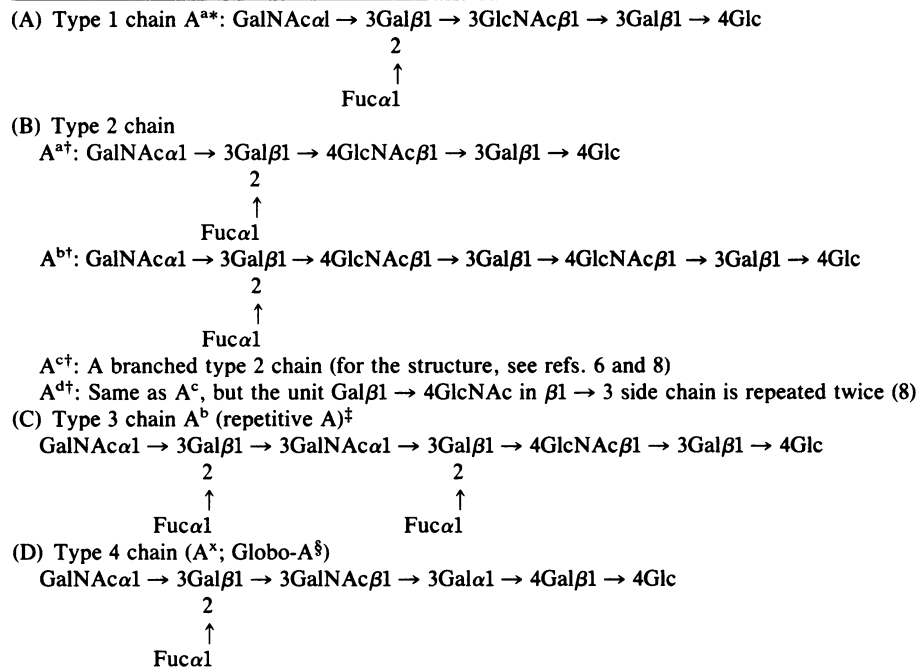 (A) Type 1 chain Aᵃ*: GalNAcαl → 3Galβ1 → 3GlcNAcβ1 → 3Galβ1 → 4Glc
2
↑
Fucα1
(B) Type 2 chain
Aᵃ†: GalNAcα1 → 3Galβ1 → 4GlcNAcβ1 → 3Galβ1 → 4Glc
2
↑
Fucα1
Aᵇ†: GalNAcα1 → 3Galβ1 → 4GlcNAcβ1 → 3Galβ1 → 4GlcNAcβ1 → 3Galβ1 → 4Glc
2
↑
Fucα1
Aᶜ†: A branched type 2 chain (for the structure, see refs. 6 and 8)
Aᵈ†: Same as Aᶜ, but the unit Galβ1 → 4GlcNAc in β1 → 3 side chain is repeated twice (8)
(C) Type 3 chain Aᵇ (repetitive A)‡
GalNAcα1 → 3Galβ1 → 3GalNAcα1 → 3Galβ1 → 4GlcNAcβ1 → 3Galβ1 → 4Glc
2 2
↑ ↑
Fucα1 Fucα1
(D) Type 4 chain (Aˣ; Globo-A§)
GalNAcα1 → 3Galβ1 → 3GalNAcβ1 → 3Galα1 → 4Galβ1 → 4Glc
2
↑
Fucα1